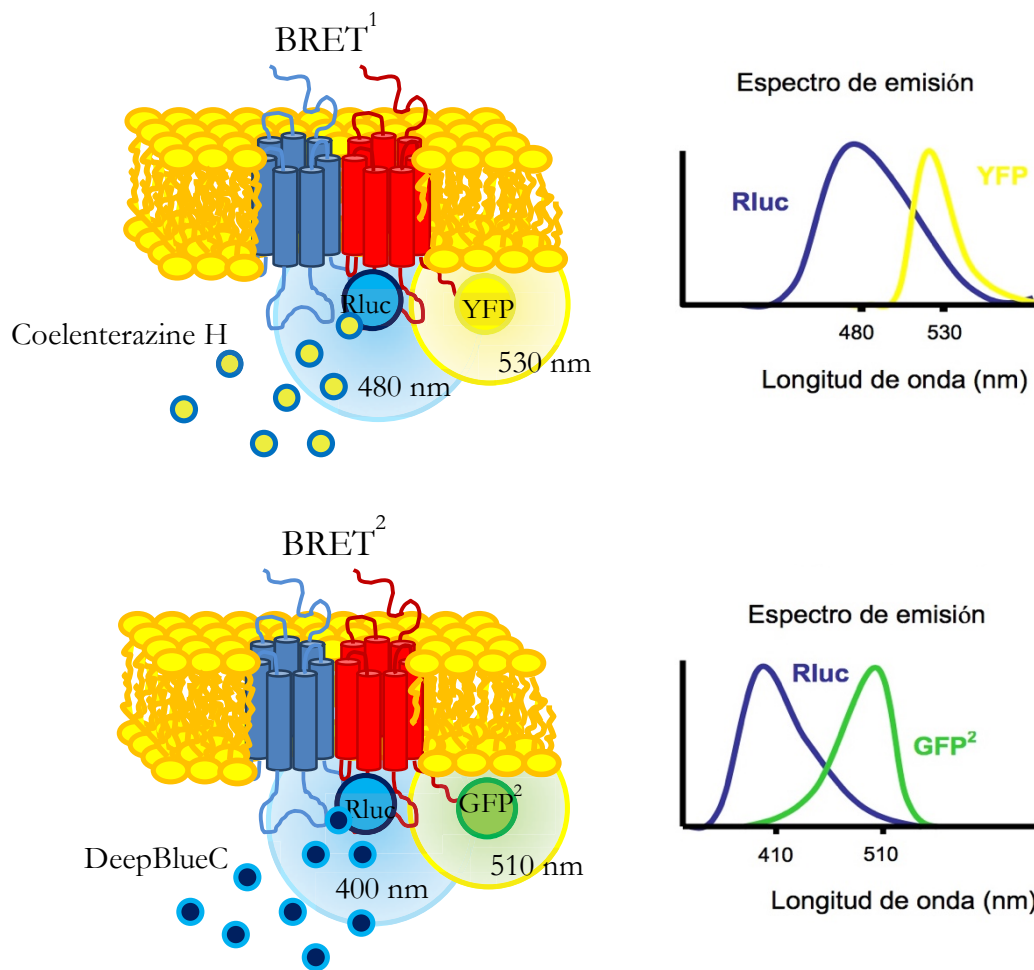 BRET¹
Rluc
YFP
Coelenterazine H
480 nm
530 nm
Espectro de emisión
Rluc
YFP
480 530
Longitud de onda (nm)
BRET²
Rluc
GFP²
DeepBlueC
400 nm
510 nm
Espectro de emisión
Rluc
GFP²
410 510
Longitud de onda (nm)